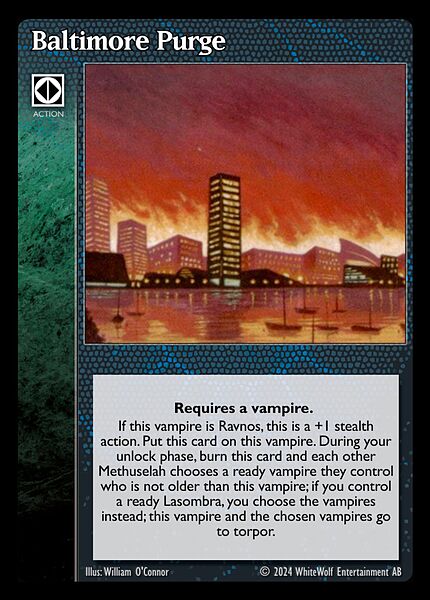 Baltimore Purge
ACTION
Requires a vampire.
If this vampire is Ravnos, this is a +1 stealth
action. Put this card on this vampire. During your
unlock phase, burn this card and each other
Methuselah chooses a ready vampire they control
who is not older than this vampire; if you control
a ready Lasombra, you choose the vampires
instead; this vampire and the chosen vampires go
to torpor.
Illus: William O'Connor
© 2024 WhiteWolf Entertainment AB